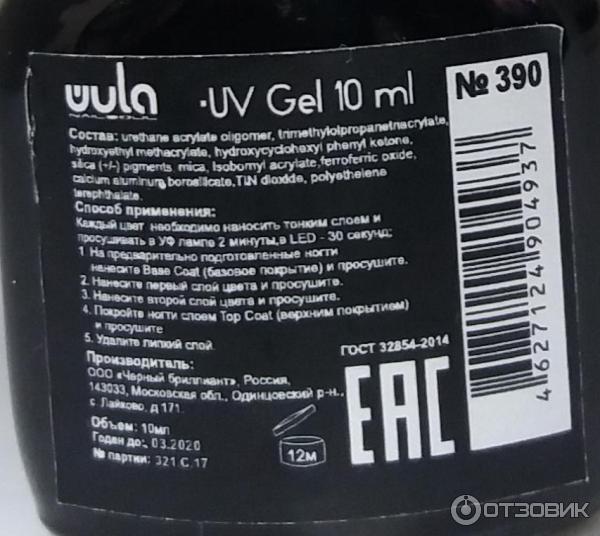 wula
NAILSOUL
·UV Gel 10 ml
№ 390
Состав: urethane acrylate oligomer, trimethylolpropanetriacrylate,
hydroxyethyl methacrylate, hydroxycyclohexyl phenyl ketone,
silica (+/-) pigments, mica, Isobornyl acrylate,ferroferric oxide,
calcium aluminum borosilicate,TIN dioxide, polyethelene
terephthalate.
Способ применения:
Каждый цвет необходимо наносить тонким слоем и
просушивать в УФ лампе 2 минуты,в LED - 30 секунд:
1. На предварительно подготовленные ногти
нанесите Base Coat (базовое покрытие) и просушите.
2. Нанесите первый слой цвета и просушите.
3. Нанесите второй слой цвета и просушите.
4. Покройте ногти слоем Top Coat (верхним покрытием)
и просушите
5. Удалите липкий слой.
Производитель:
ООО «Черный бриллиант», Россия,
143033, Московская обл., Одинцовский р-н.,
с. Лайково, д.171.
Объем: 10мл
Годен до:. 03.2020
№ партии: 321.С.17
12м
ГОСТ 32854-2014
EAC
4627124904937
ОТЗОВИК